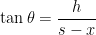 tan θ = h / (s − x)